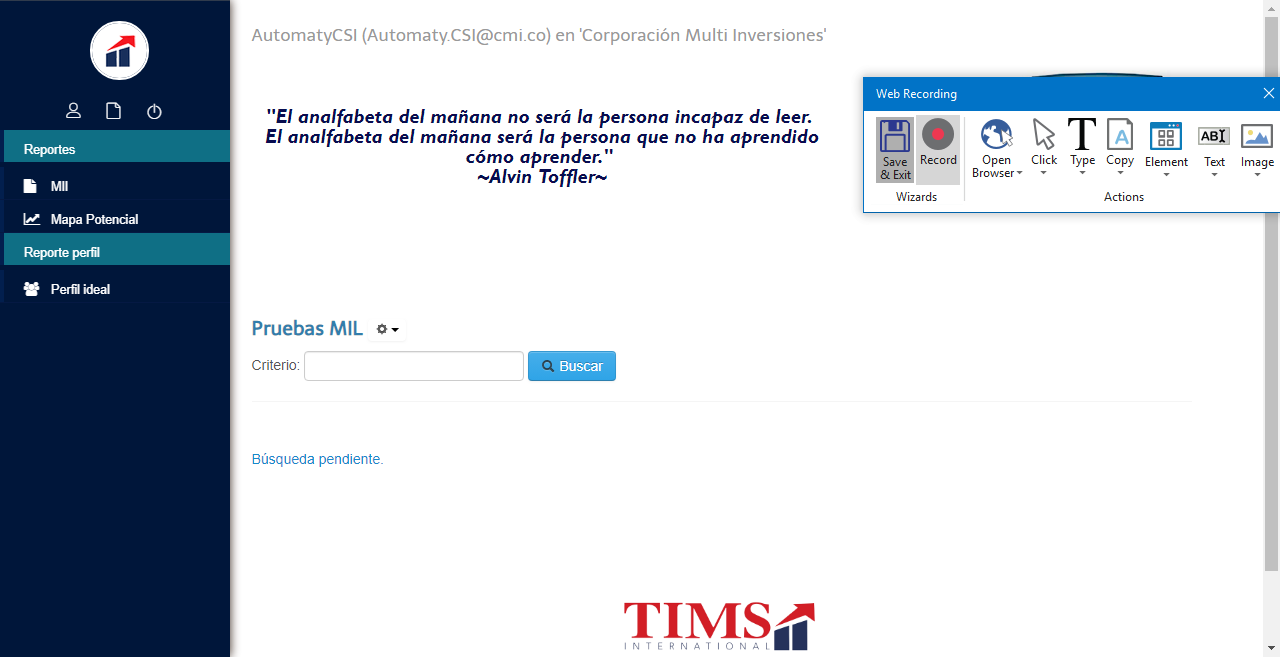 AutomatyCSI (Automaty.CSI@cmi.co) en 'Corporación Multi Inversiones'
"El analfabeta del mañana no será la persona incapaz de leer.
El analfabeta del mañana será la persona que no ha aprendido
cómo aprender."
~Alvin Toffler~
Reportes
MII
Mapa Potencial
Reporte perfil
Perfil ideal
Web Recording
Save
& Exit
Record
Open
Browser
Click
Type
Copy
Element
Text
Image
Wizards
Actions
Pruebas MIL
Criterio:
Buscar
Búsqueda pendiente.
TIMS
INTERNATIONAL